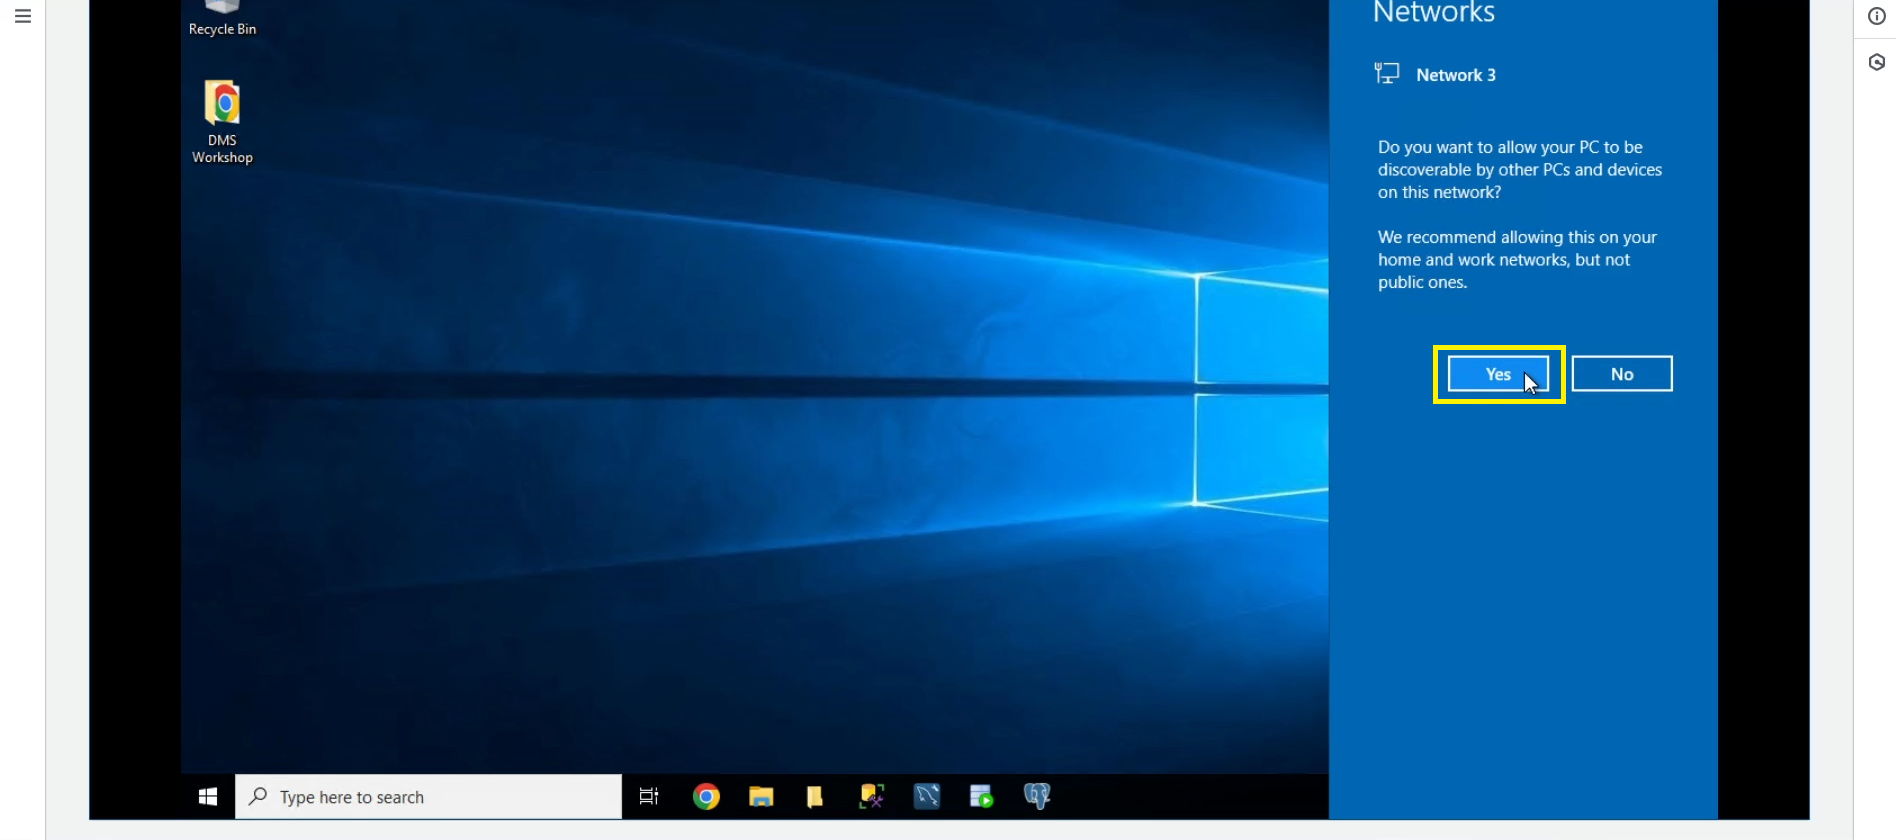 Recycle Bin
DMS
Workshop
Networks
Network 3
Do you want to allow your PC to be
discoverable by other PCs and devices
on this network?
We recommend allowing this on your
home and work networks, but not
public ones.
Yes
No
Type here to search